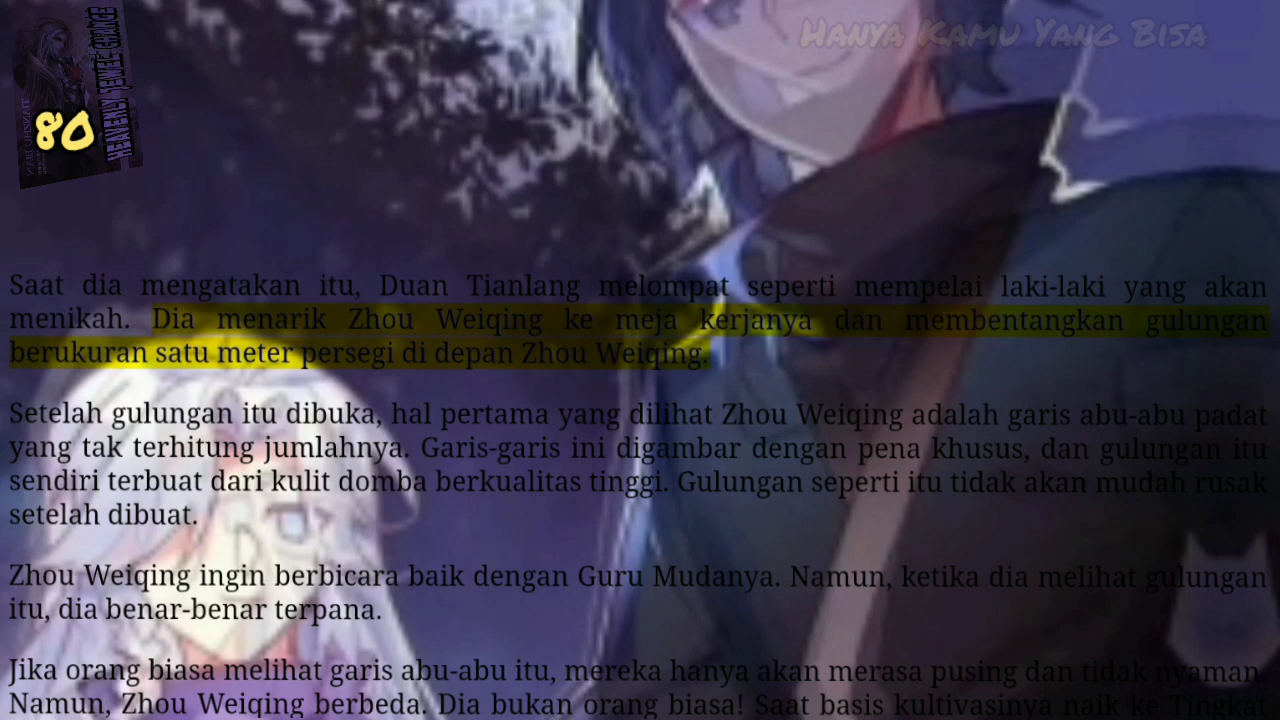 Hanya Kamu Yang Bisa
HEAVENLY JEWEL CHANGE
80
Saat dia mengatakan itu, Duan Tianlang melompat seperti mempelai laki-laki yang akan
menikah. Dia menarik Zhou Weiqing ke meja kerjanya dan membentangkan gulungan
berukuran satu meter persegi di depan Zhou Weiqing.
Setelah gulungan itu dibuka, hal pertama yang dilihat Zhou Weiqing adalah garis abu-abu padat
yang tak terhitung jumlahnya. Garis-garis ini digambar dengan pena khusus, dan gulungan itu
sendiri terbuat dari kulit domba berkualitas tinggi. Gulungan seperti itu tidak akan mudah rusak
setelah dibuat.
Zhou Weiqing ingin berbicara baik dengan Guru Mudanya. Namun, ketika dia melihat gulungan
itu, dia benar-benar terpana.
Jika orang biasa melihat garis abu-abu itu, mereka hanya akan merasa pusing dan tidak nyaman.
Namun, Zhou Weiqing berbeda. Dia bukan orang biasa! Saat basis kultivasinya naik ke Tingkat